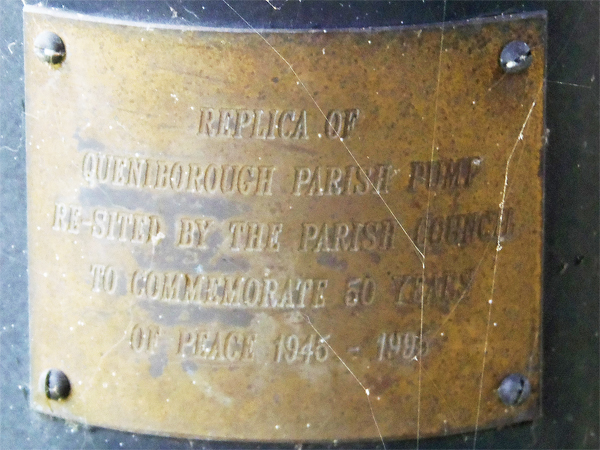 REPLICA OF
QUENIBOROUGH PARISH PUMP
RE-SITED BY THE PARISH COUNCIL
TO COMMEMORATE 50 YEARS
OF PEACE 1945 - 1995